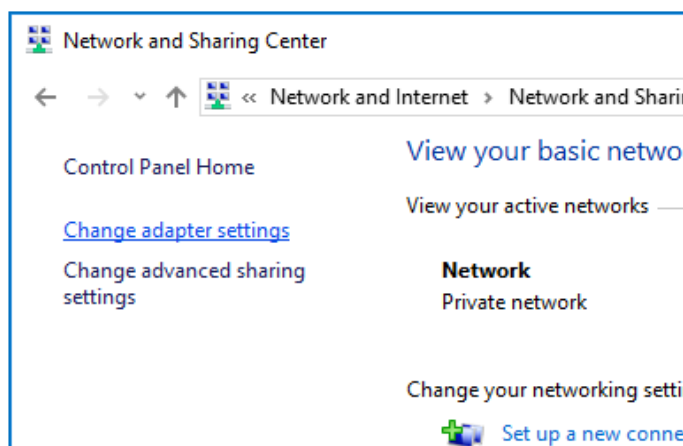 Network and Sharing Center
« Network and Internet > Network and Shari
Control Panel Home
Change adapter settings
Change advanced sharing
settings
View your basic netwo
View your active networks
Network
Private network
Change your networking setti
Set up a new conne